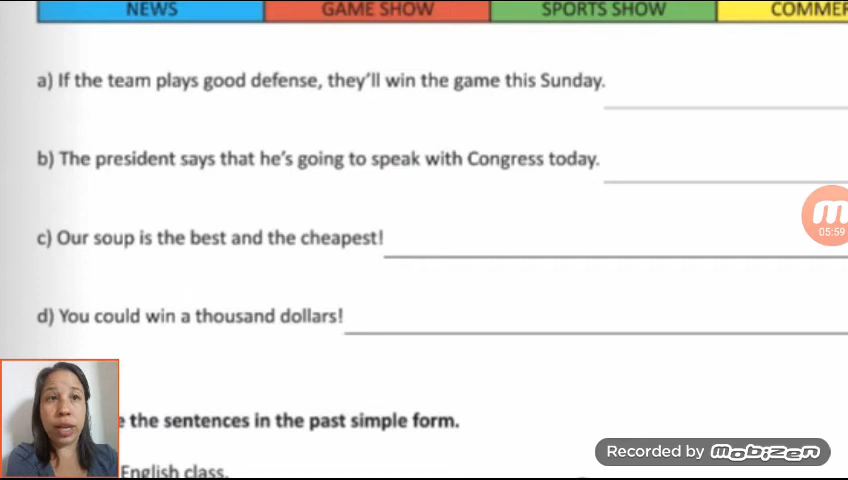 NEWS GAME SHOW SPORTS SHOW COMMER
a) If the team plays good defense, they'll win the game this Sunday.
b) The president says that he's going to speak with Congress today.
05:59
c) Our soup is the best and the cheapest!
d) You could win a thousand dollars!
e the sentences in the past simple form.
Recorded by mobizen
English class.